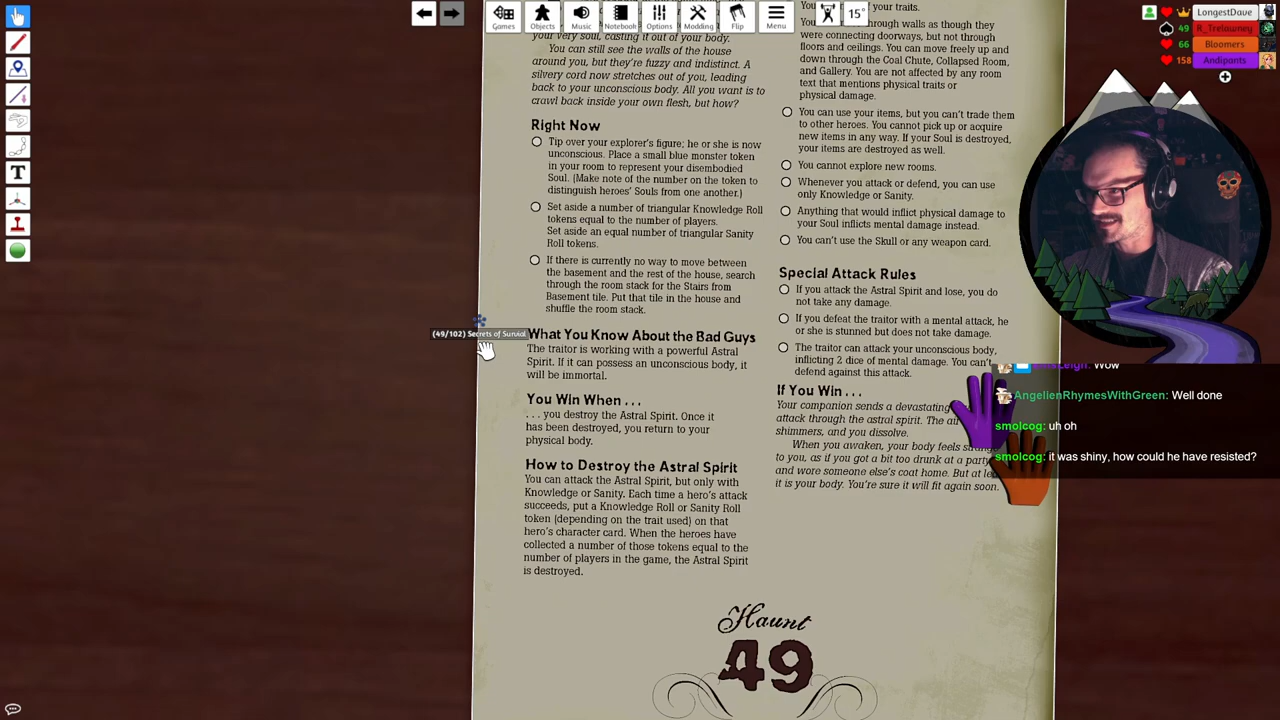 Games
Objects
Music
Notebook
Options
Modding
Flip
Menu
15°
LongestDave
49 R_Trelawney
66 Bloomers
158 Andipants
your very soul, casting it out of your body.
You can still see the walls of the house
around you, but they're fuzzy and indistinct. A
silvery cord now stretches out of you, leading
back to your unconscious body. All you want to
crawl back inside your own flesh, but how?
Right Now
Tip over your explorer's figure; he or she is now
unconscious. Place a small blue monster token
in your room to represent your disembodied
Soul. (Make note of the number on the token to
distinguish heroes' Souls from one another.)
Set aside a number of triangular Knowledge Roll
tokens equal to the number of players.
Set aside an equal number of triangular Sanity
Roll tokens.
If there is currently no way to move between
the basement and the rest of the house, search
through the room stack for the Stairs from
Basement tile. Put that tile in the house and
shuffle the room stack.
(49/102) Secrets of Survial
What You Know About the Bad Guys
The traitor is working with a powerful Astral
Spirit. If it can possess an unconscious body, it
will be immortal.
You Win When . . .
. . . you destroy the Astral Spirit. Once it
has been destroyed, you return to your
physical body.
How to Destroy the Astral Spirit
You can attack the Astral Spirit, but only with
Knowledge or Sanity. Each time a hero's attack
succeeds, put a Knowledge Roll or Sanity Roll
token (depending on the trait used) on that
hero's character card. When the heroes have
collected a number of those tokens equal to the
number of players in the game, the Astral Spirit
is destroyed.
your traits.
through walls as though they
were connecting doorways, but not through
floors and ceilings. You can move freely up and
down through the Coal Chute, Collapsed Room,
and Gallery. You are not affected by any room
text that mentions physical traits or
physical damage.
You can use your items, but you can't trade them
to other heroes. You cannot pick up or acquire
new items in any way. If your Soul is destroyed,
your items are destroyed as well.
You cannot explore new rooms.
Whenever you attack or defend, you can use
only Knowledge or Sanity.
Anything that would inflict physical damage to
your Soul inflicts mental damage instead.
You can't use the Skull or any weapon card.
Special Attack Rules
If you attack the Astral Spirit and lose, you do
not take any damage.
If you defeat the traitor with a mental attack, he
or she is stunned but does not take damage.
The traitor can attack your unconscious body,
inflicting 2 dice of mental damage. You can't
defend against this attack.
If You Win . . .
Your companion sends a devastating
attack through the astral spirit. The
shimmers, and you dissolve.
When you awaken, your body feels
to you, as if you got a bit too drunk at a party
and wore someone else's coat home. But at
it is your body. You're sure it will fit again soon.
Haunt
49
Wow
AngelienRhymesWithGreen: Well done
smolcog: uh oh
smolcog: it was shiny, how could he have resisted?
T